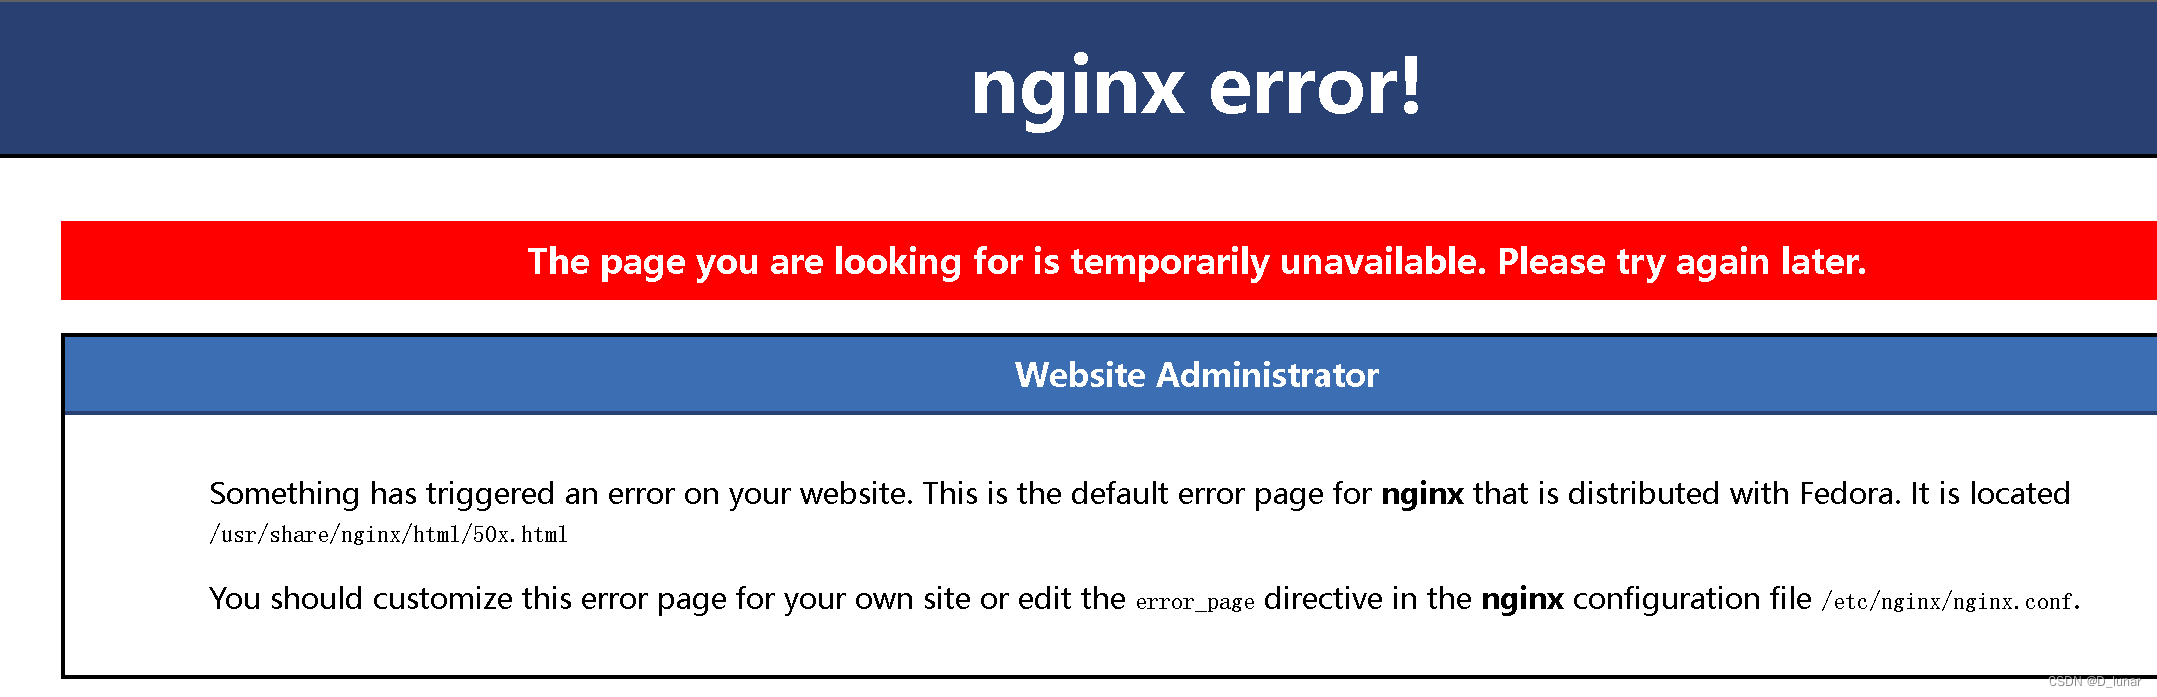 nginx error!
The page you are looking for is temporarily unavailable. Please try again later.
Website Administrator
Something has triggered an error on your website. This is the default error page for nginx that is distributed with Fedora. It is located
/usr/share/nginx/html/50x.html
You should customize this error page for your own site or edit the error_page directive in the nginx configuration file /etc/nginx/nginx.conf.
CSDN @D_lunar